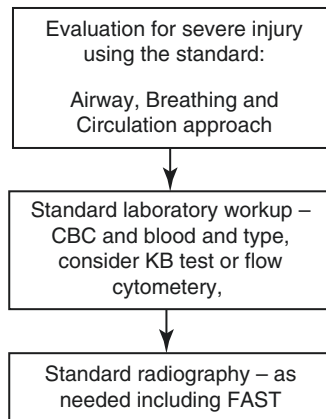 Evaluation for severe injury
using the standard:
Airway, Breathing and
Circulation approach
Standard laboratory workup –
CBC and blood and type,
consider KB test or flow
cytometery,
Standard radiography – as
needed including FAST